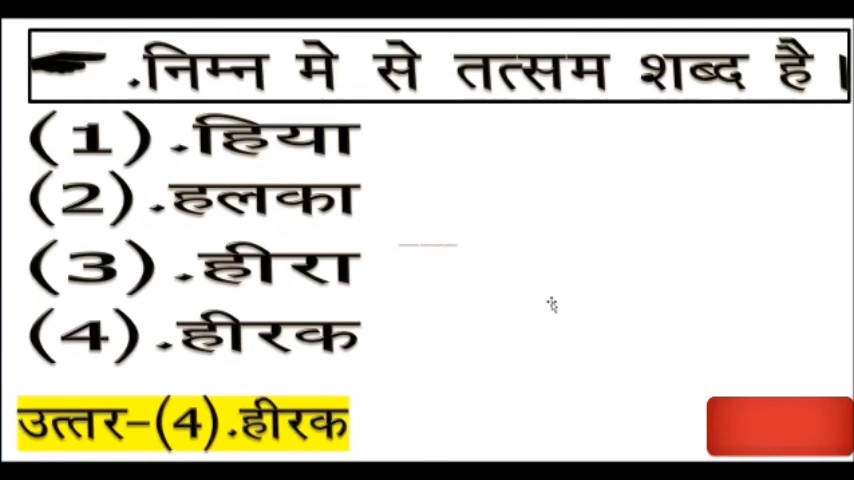 .निम्न मे से तत्सम शब्द है ।
(1).हिया
(2).हलका
(3).हीरा
(4).हीरक
उत्तर-(4).हीरक